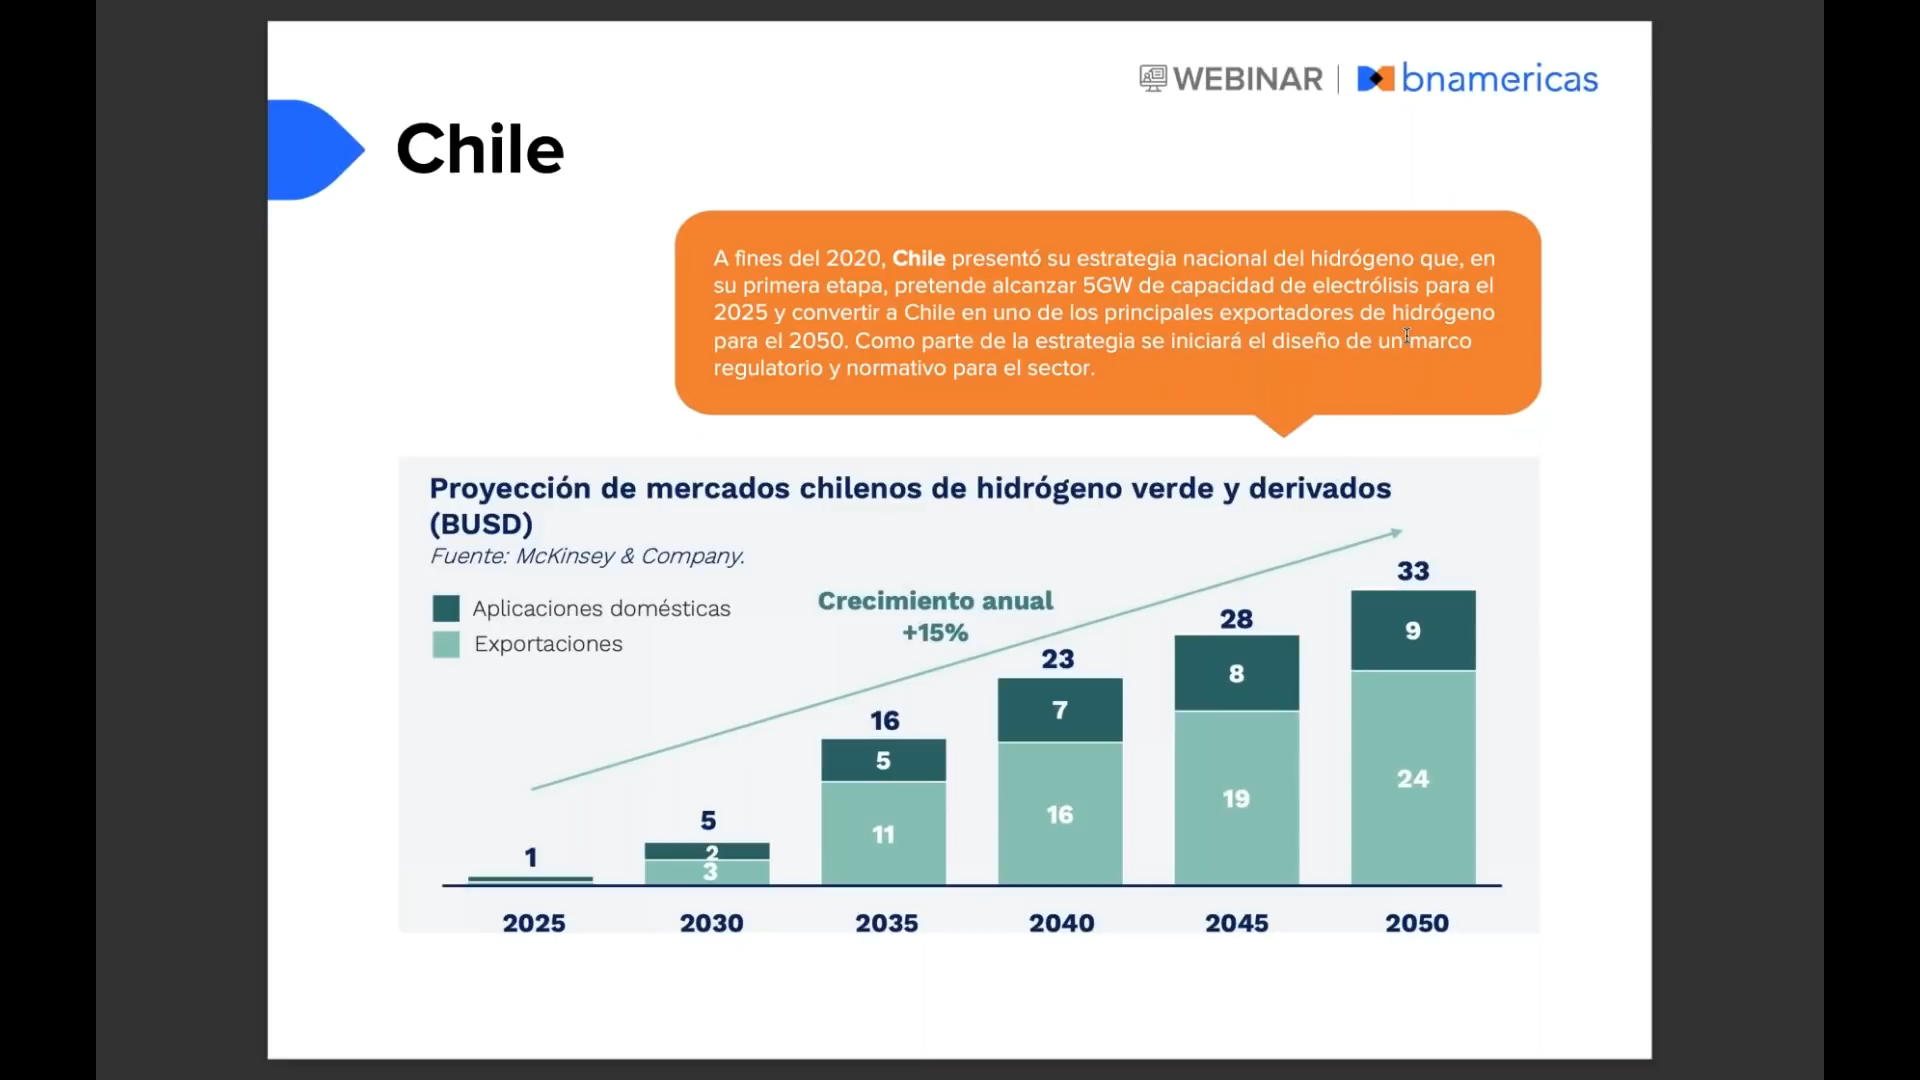 WEBINAR | bnamericas
Chile
A fines del 2020, Chile presentó su estrategia nacional del hidrógeno que, en
su primera etapa, pretende alcanzar 5GW de capacidad de electrólisis para el
2025 y convertir a Chile en uno de los principales exportadores de hidrógeno
para el 2050. Como parte de la estrategia se iniciará el diseño de un marco
regulatorio y normativo para el sector.
Proyección de mercados chilenos de hidrógeno verde y derivados
(BUSD)
Fuente: McKinsey & Company.
Aplicaciones domésticas
Exportaciones
Crecimiento anual
+15%
1
5
2
3
16
5
11
23
7
16
28
8
19
33
9
24
2025 2030 2035 2040 2045 2050